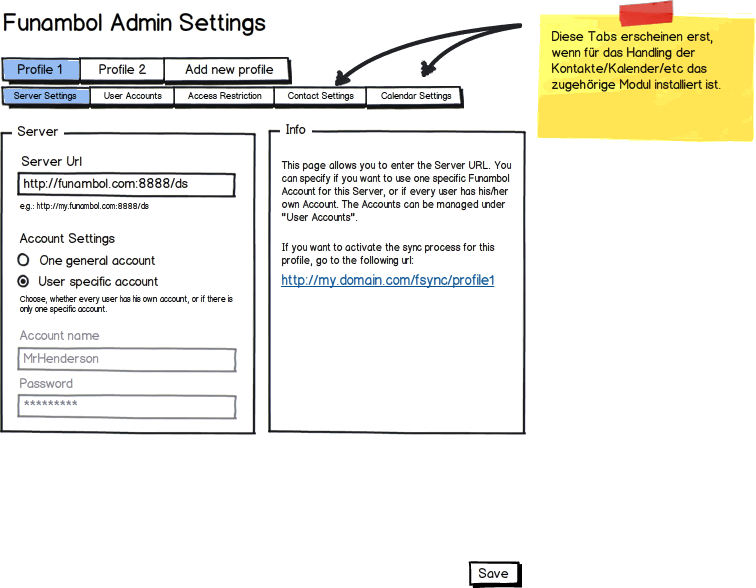 Funambol Admin Settings
Diese Tabs erscheinen erst,
wenn für das Handling der
Kontakte/Kalender/etc das
zugehörige Modul installiert ist.
Profile 1
Profile 2
Add new profile
Server Settings
User Accounts
Access Restriction
Contact Settings
Calendar Settings
Server
Server Url
http://funambol.com:8888/ds
e.g.: http://my.funambol.com:8888/ds
Account Settings
One general account
User specific account
Choose, whether every user has his own account, or if there is
only one specific account.
Account name
MrHenderson
Password
*********
Info
This page allows you to enter the Server URL. You
can specify if you want to use one specific Funambol
Account for this Server, or if every user has his/her
own Account. The Accounts can be managed under
"User Accounts".
If you want to activate the sync process for this
profile, go to the following url:
http://my.domain.com/fsync/profile1
Save